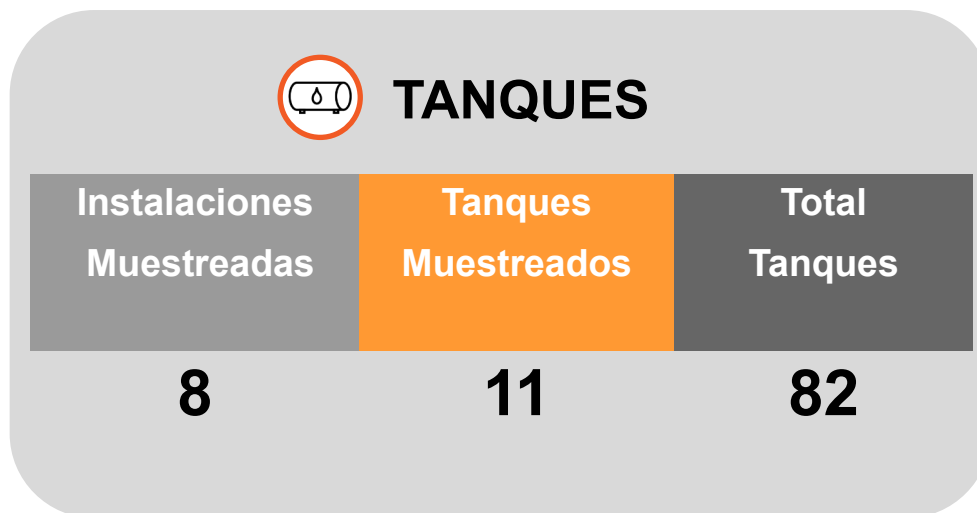 TANQUES
Instalaciones
Muestreadas
Tanques
Muestreados
Total
Tanques
8
11
82